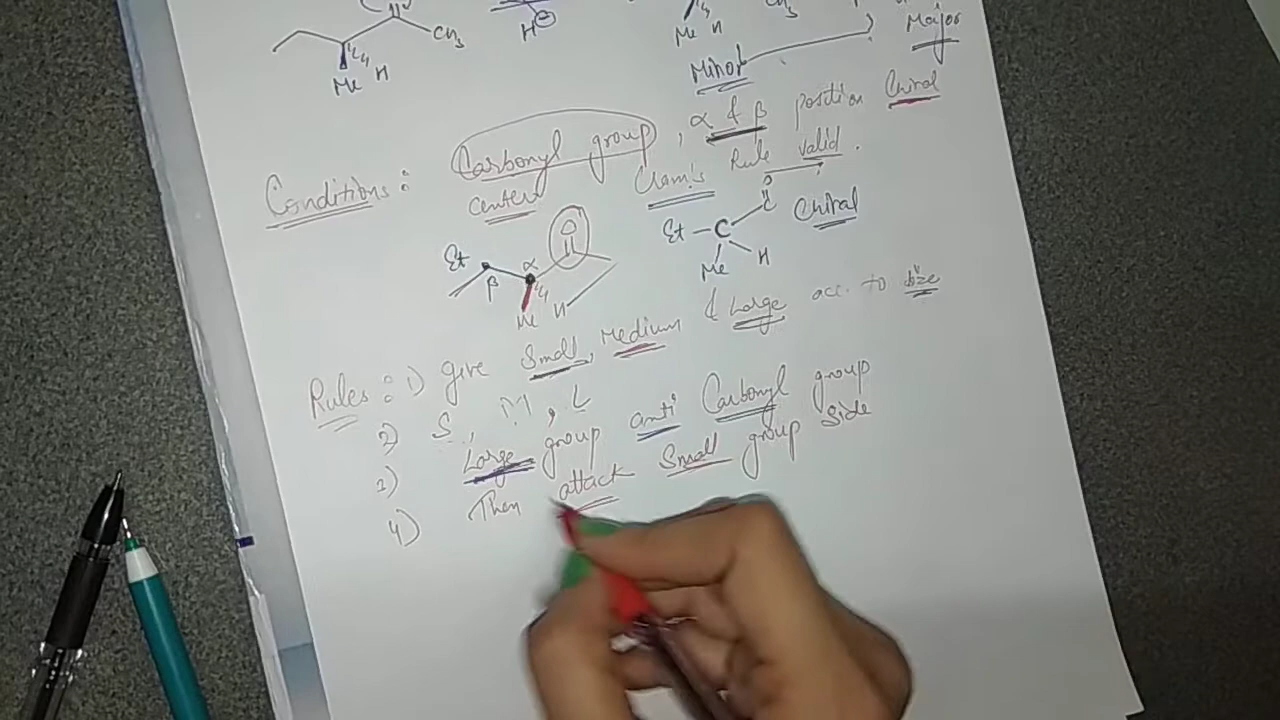 CH3
CH3
H⊖
Me H
Me H
Minor
Major
Conditions : Carbonyl group, α & β position Chiral
center Cram's Rule valid.
Et β α O Me H
Et - C Me H Chiral
Rules : 1) give Small, Medium & Large acc. to size
2) S, M, L
3) Large group anti Carbonyl group
4) Then attack Small group side